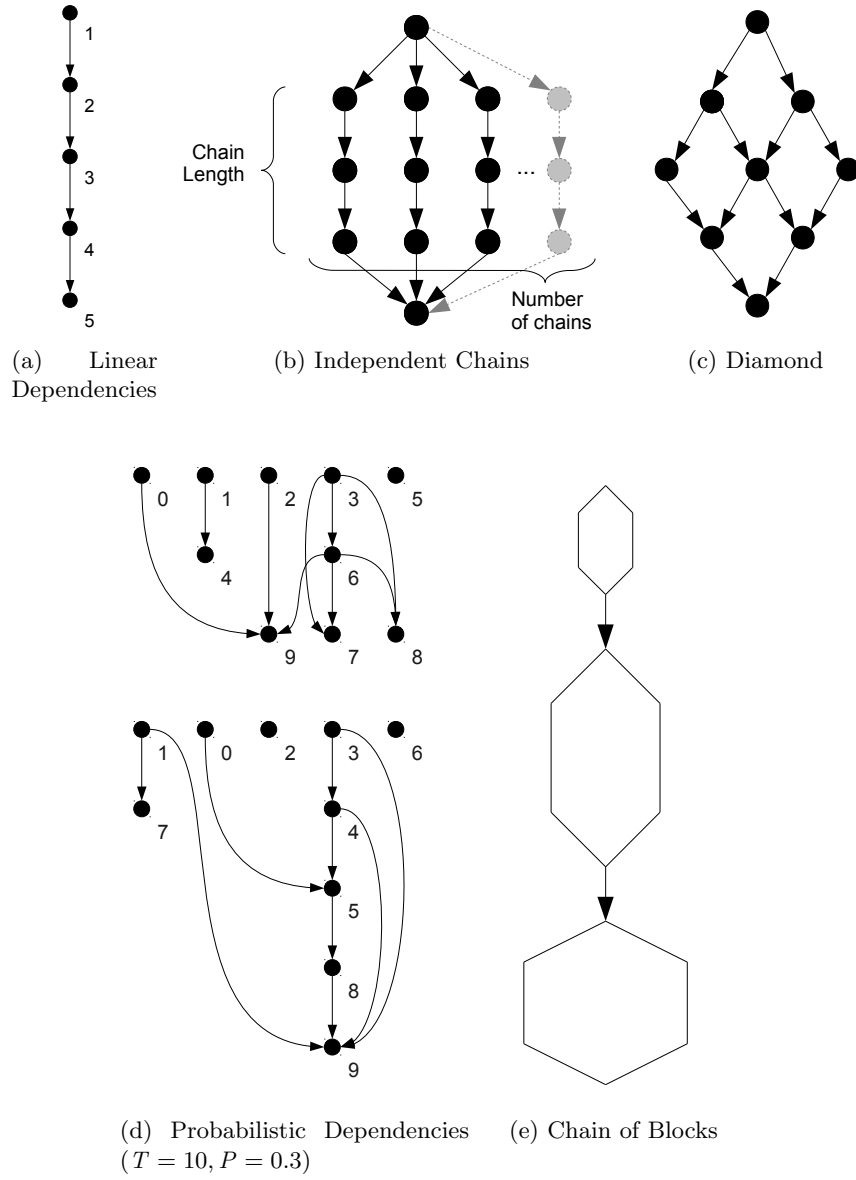 1
2
3
4
5
Chain
Length
...
Number
of chains
(a) Linear
Dependencies
(b) Independent Chains
(c) Diamond
0 1 2 3 5
4 6
9 7 8
1 0 2 3 6
7 4
5
8
9
(d) Probabilistic Dependencies
(T = 10, P = 0.3)
(e) Chain of Blocks